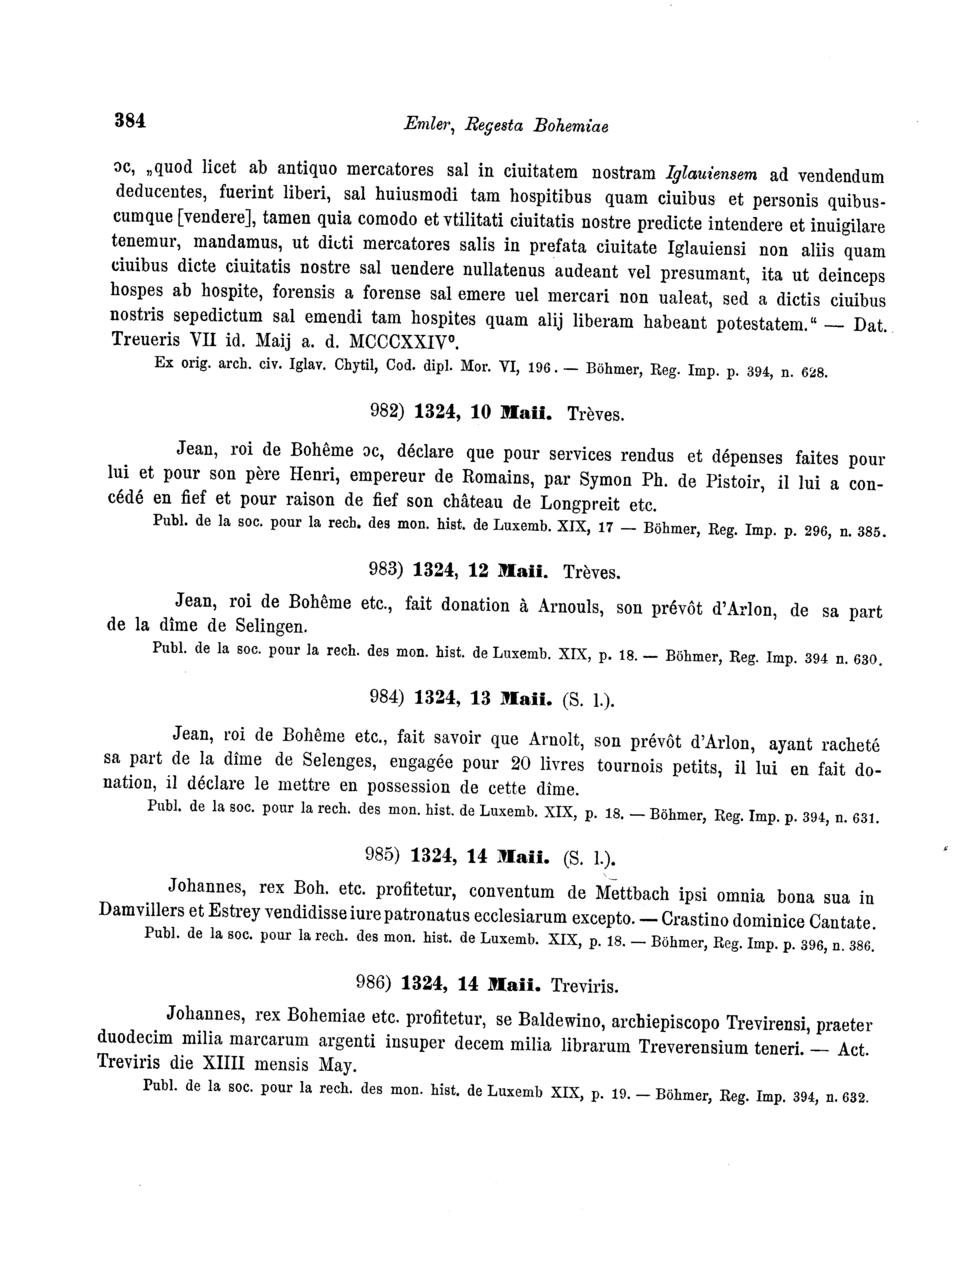 384
Emler, Regesta Bohemiae
ɔc, „quod licet ab antiquo mercatores sal in ciuitatem nostram Iglauiensem ad vendendum
deducentes, fuerint liberi, sal huiusmodi tam hospitibus quam ciuibus et personis quibus-
cumque [vendere], tamen quia comodo et vtilitati ciuitatis nostre predicte intendere et inuigilare
tenemur, mandamus, ut dicti mercatores salis in prefata ciuitate Iglauiensi non aliis quam
ciuibus dicte ciuitatis nostre sal uendere nullatenus audeant vel presumant, ita ut deinceps
hospes ab hospite, forensis a forense sal emere uel mercari non ualeat, sed a dictis ciuibus
nostris sepedictum sal emendi tam hospites quam alij liberam habeant potestatem.“ — Dat.
Treueris VII id. Maij a. d. MCCCXXIV⁰.
Ex orig. arch. civ. Iglav. Chytil, Cod. dipl. Mor. VI, 196. — Böhmer, Reg. Imp. p. 394, n. 628.
982) 1324, 10 Maii. Trèves.
Jean, roi de Bohême ɔc, déclare que pour services rendus et dépenses faites pour
lui et pour son père Henri, empereur de Romains, par Symon Ph. de Pistoir, il lui a con-
cédé en fief et pour raison de fief son château de Longpreit etc.
Publ. de la soc. pour la rech. des mon. hist. de Luxemb. XIX, 17 — Böhmer, Reg. Imp. p. 296, n. 385.
983) 1324, 12 Maii. Trèves.
Jean, roi de Bohême etc., fait donation à Arnouls, son prévôt d'Arlon, de sa part
de la dîme de Selingen.
Publ. de la soc. pour la rech. des mon. hist. de Luxemb. XIX, p. 18. — Böhmer, Reg. Imp. 394 n. 630.
984) 1324, 13 Maii. (S. l.).
Jean, roi de Bohême etc., fait savoir que Arnolt, son prévôt d'Arlon, ayant racheté
sa part de la dîme de Selenges, engagée pour 20 livres tournois petits, il lui en fait do-
nation, il déclare le mettre en possession de cette dîme.
Publ. de la soc. pour la rech. des mon. hist. de Luxemb. XIX, p. 18. — Böhmer, Reg. Imp. p. 394, n. 631.
985) 1324, 14 Maii. (S. l.).
Johannes, rex Boh. etc. profitetur, conventum de Mettbach ipsi omnia bona sua in
Damvillers et Estrey vendidisse iure patronatus ecclesiarum excepto. — Crastino dominice Cantate.
Publ. de la soc. pour la rech. des mon. hist. de Luxemb. XIX, p. 18. — Böhmer, Reg. Imp. p. 396, n. 386.
986) 1324, 14 Maii. Treviris.
Johannes, rex Bohemiae etc. profitetur, se Baldewino, archiepiscopo Trevirensi, praeter
duodecim milia marcarum argenti insuper decem milia librarum Treverensium teneri. — Act.
Treviris die XIIII mensis May.
Publ. de la soc. pour la rech. des mon. hist. de Luxemb XIX, p. 19. — Böhmer, Reg. Imp. 394, n. 632.